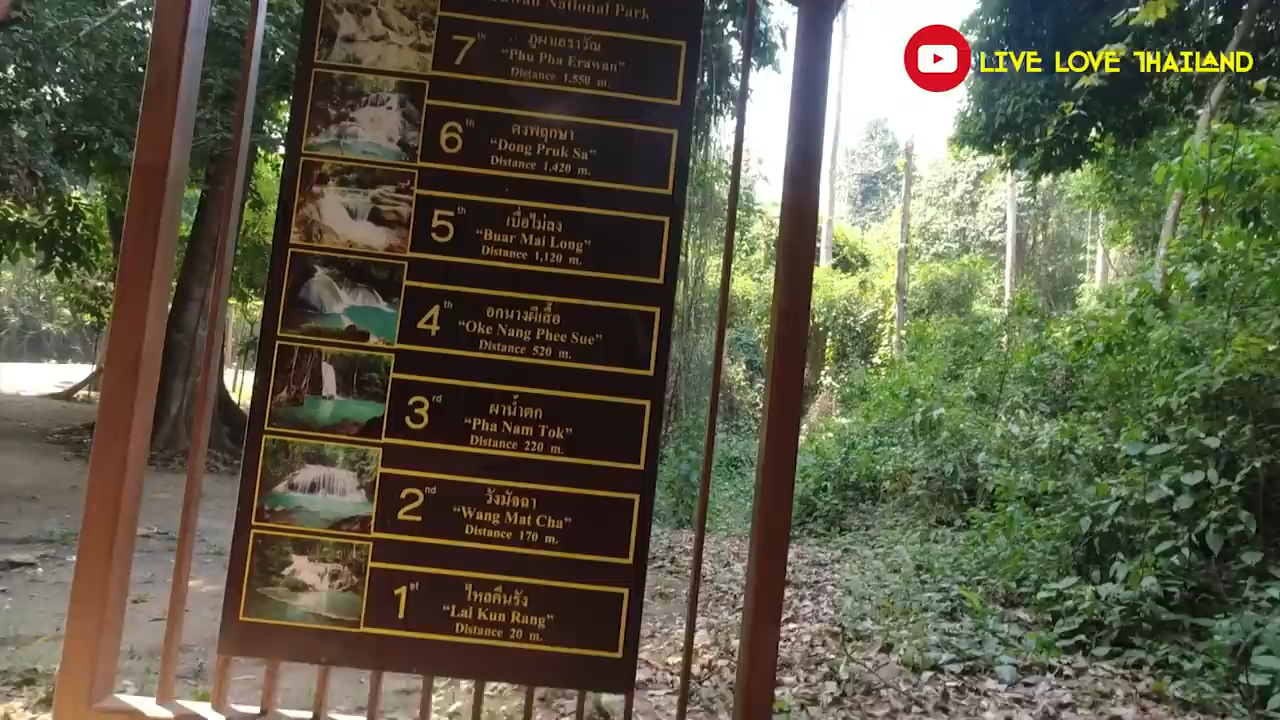 National Park
7th
ภูผาเอราวัณ
“Phu Pha Erawan”
Distance 1,550 m.
6th
ดงพฤกษา
“Dong Pruk Sa”
Distance 1,420 m.
5th
เบื่อไม่ลง
“Buar Mai Long”
Distance 1,120 m.
4th
อกนางผีเสื้อ
“Oke Nang Phee Sue”
Distance 520 m.
3rd
ผาน้ำตก
“Pha Nam Tok”
Distance 220 m.
2nd
วังมัจฉา
“Wang Mat Cha”
Distance 170 m.
1st
ไหลคืนรัง
“Lai Kun Rang”
Distance 20 m.
LIVE LOVE THAILAND